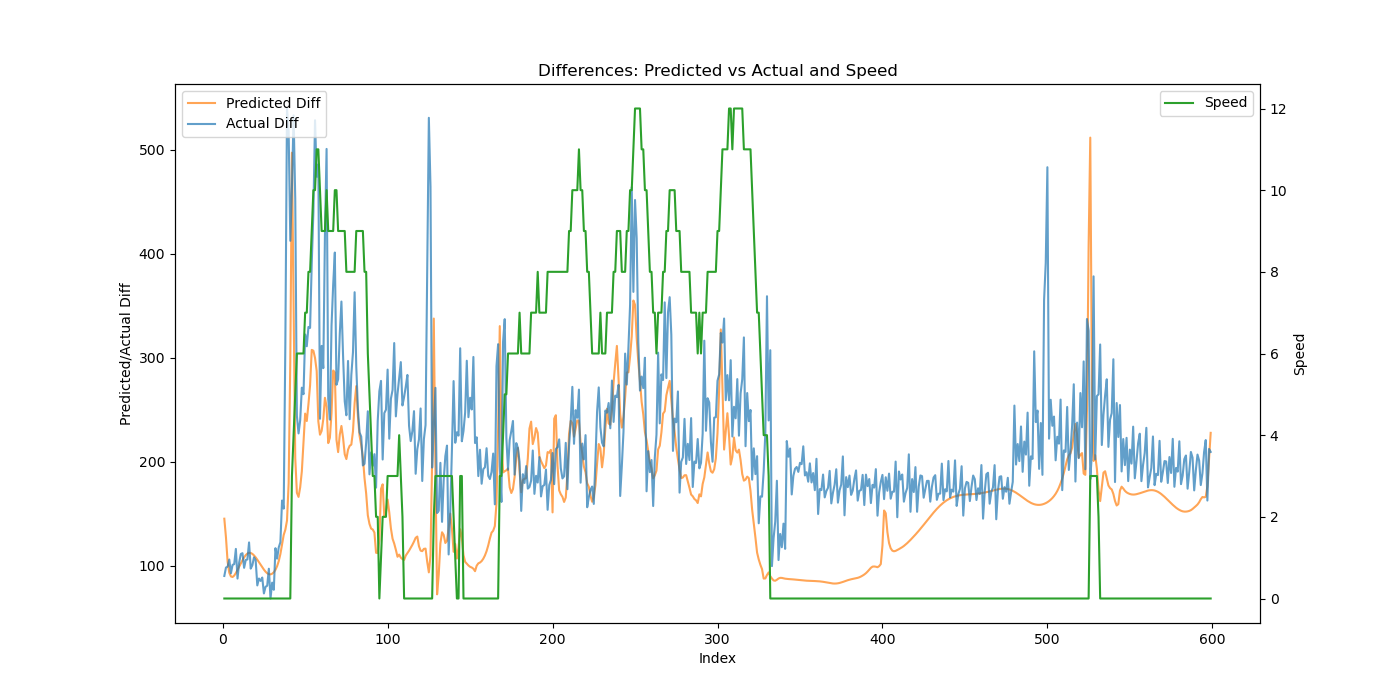 Differences: Predicted vs Actual and Speed
Predicted Diff
Actual Diff
Speed
Predicted/Actual Diff
500
400
300
200
100
12
10
8
6
4
2
0
Speed
0
100
200
300
400
500
600
Index